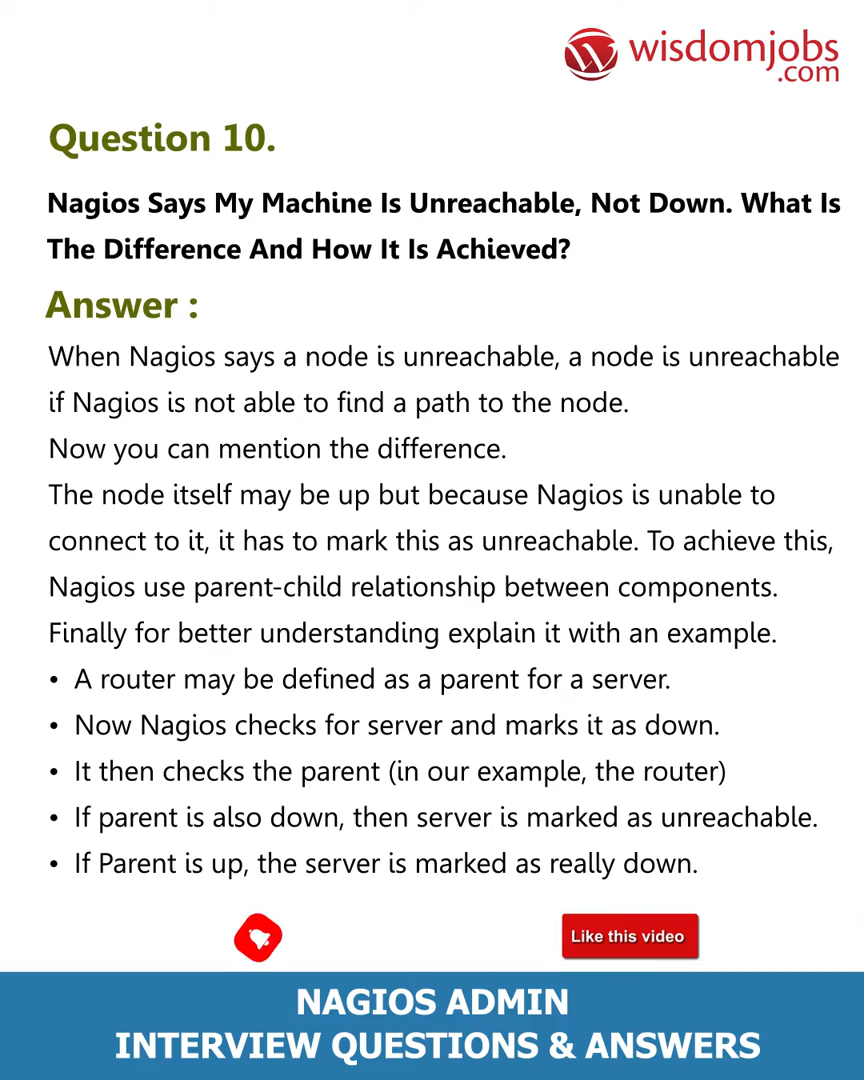 wisdomjobs
.com
Question 10.
Nagios Says My Machine Is Unreachable, Not Down. What Is
The Difference And How It Is Achieved?
Answer :
When Nagios says a node is unreachable, a node is unreachable
if Nagios is not able to find a path to the node.
Now you can mention the difference.
The node itself may be up but because Nagios is unable to
connect to it, it has to mark this as unreachable. To achieve this,
Nagios use parent-child relationship between components.
Finally for better understanding explain it with an example.
• A router may be defined as a parent for a server.
• Now Nagios checks for server and marks it as down.
• It then checks the parent (in our example, the router)
• If parent is also down, then server is marked as unreachable.
• If Parent is up, the server is marked as really down.
Like this video
NAGIOS ADMIN
INTERVIEW QUESTIONS & ANSWERS